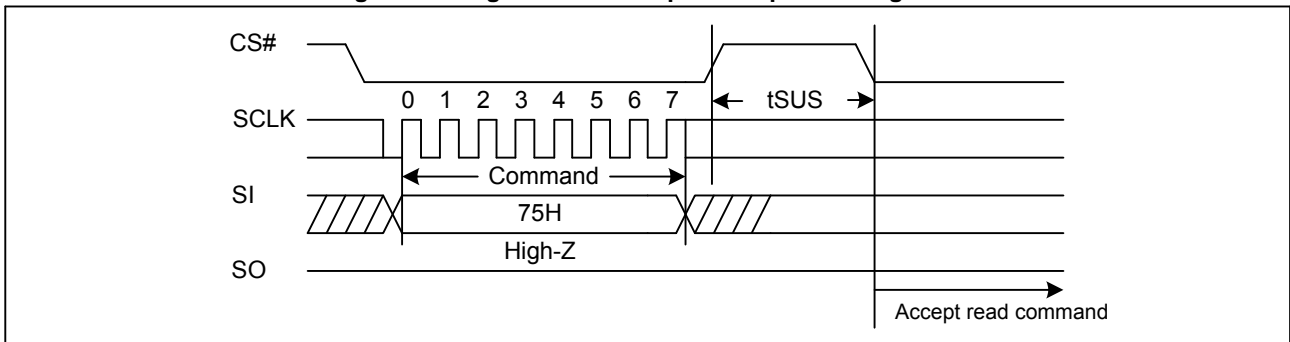 CS#
0 1 2 3 4 5 6 7
tSUS
SCLK
Command
SI
75H
High-Z
SO
Accept read command